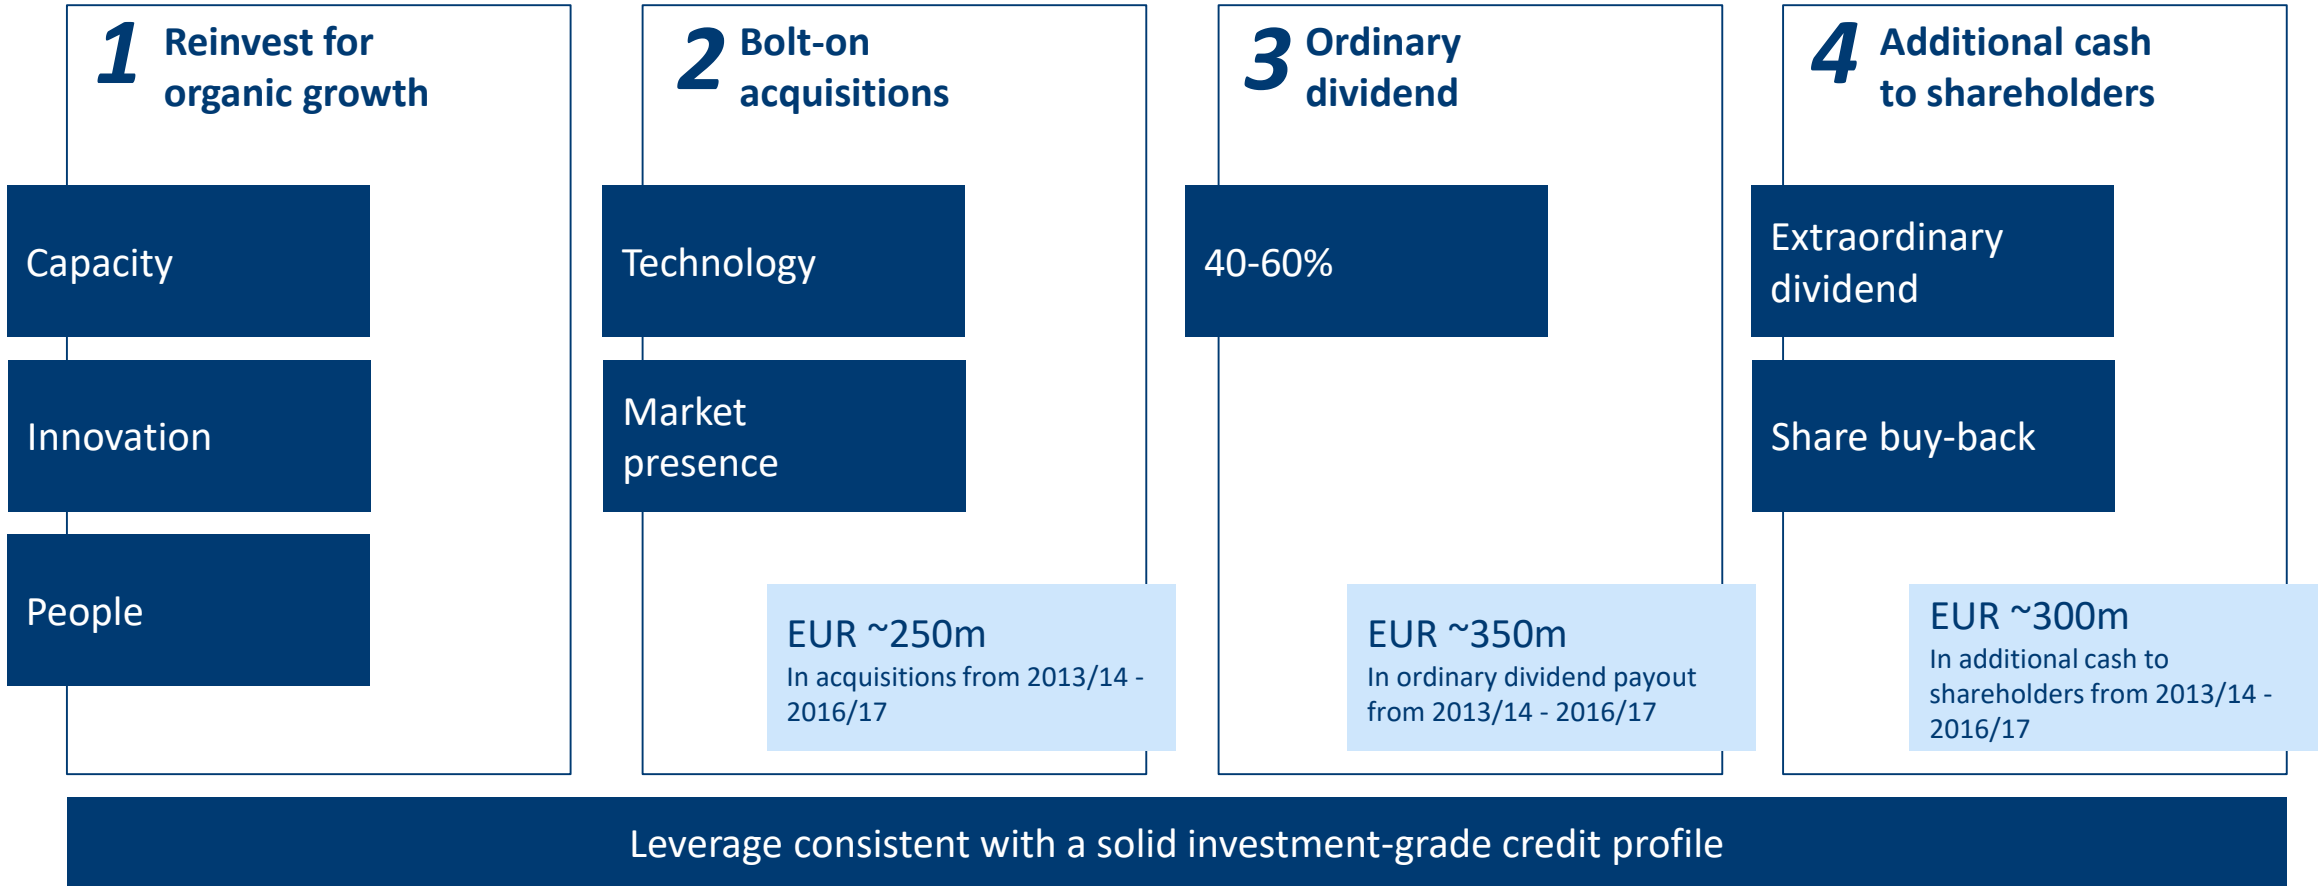 1 Reinvest for
organic growth
Capacity
Innovation
People
2 Bolt-on
acquisitions
Technology
Market
presence
EUR ~250m
In acquisitions from 2013/14 -
2016/17
3 Ordinary
dividend
40-60%
EUR ~350m
In ordinary dividend payout
from 2013/14 - 2016/17
4 Additional cash
to shareholders
Extraordinary
dividend
Share buy-back
EUR ~300m
In additional cash to
shareholders from 2013/14 -
2016/17
Leverage consistent with a solid investment-grade credit profile